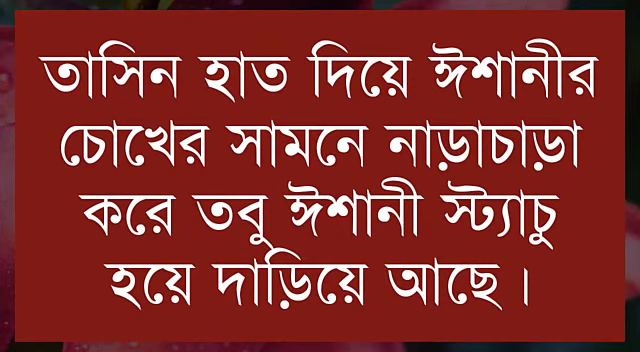 তাসিন হাত দিয়ে ঈশানীর
চোখের সামনে নাড়াচাড়া
করে তবু ঈশানী স্ট্যাচু
হয়ে দাড়িয়ে আছে।